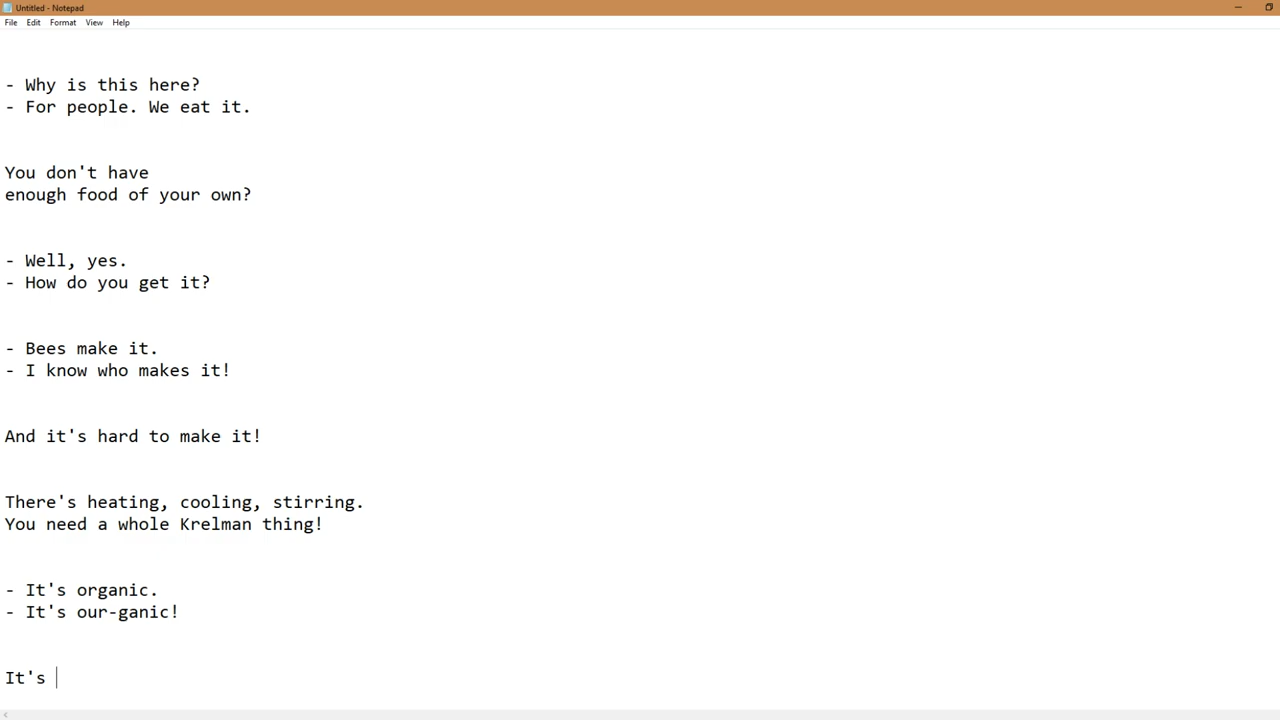 Untitled - Notepad
File Edit Format View Help
- Why is this here?
- For people. We eat it.
You don't have
enough food of your own?
- Well, yes.
- How do you get it?
- Bees make it.
- I know who makes it!
And it's hard to make it!
There's heating, cooling, stirring.
You need a whole Krelman thing!
- It's organic.
- It's our-ganic!
It's